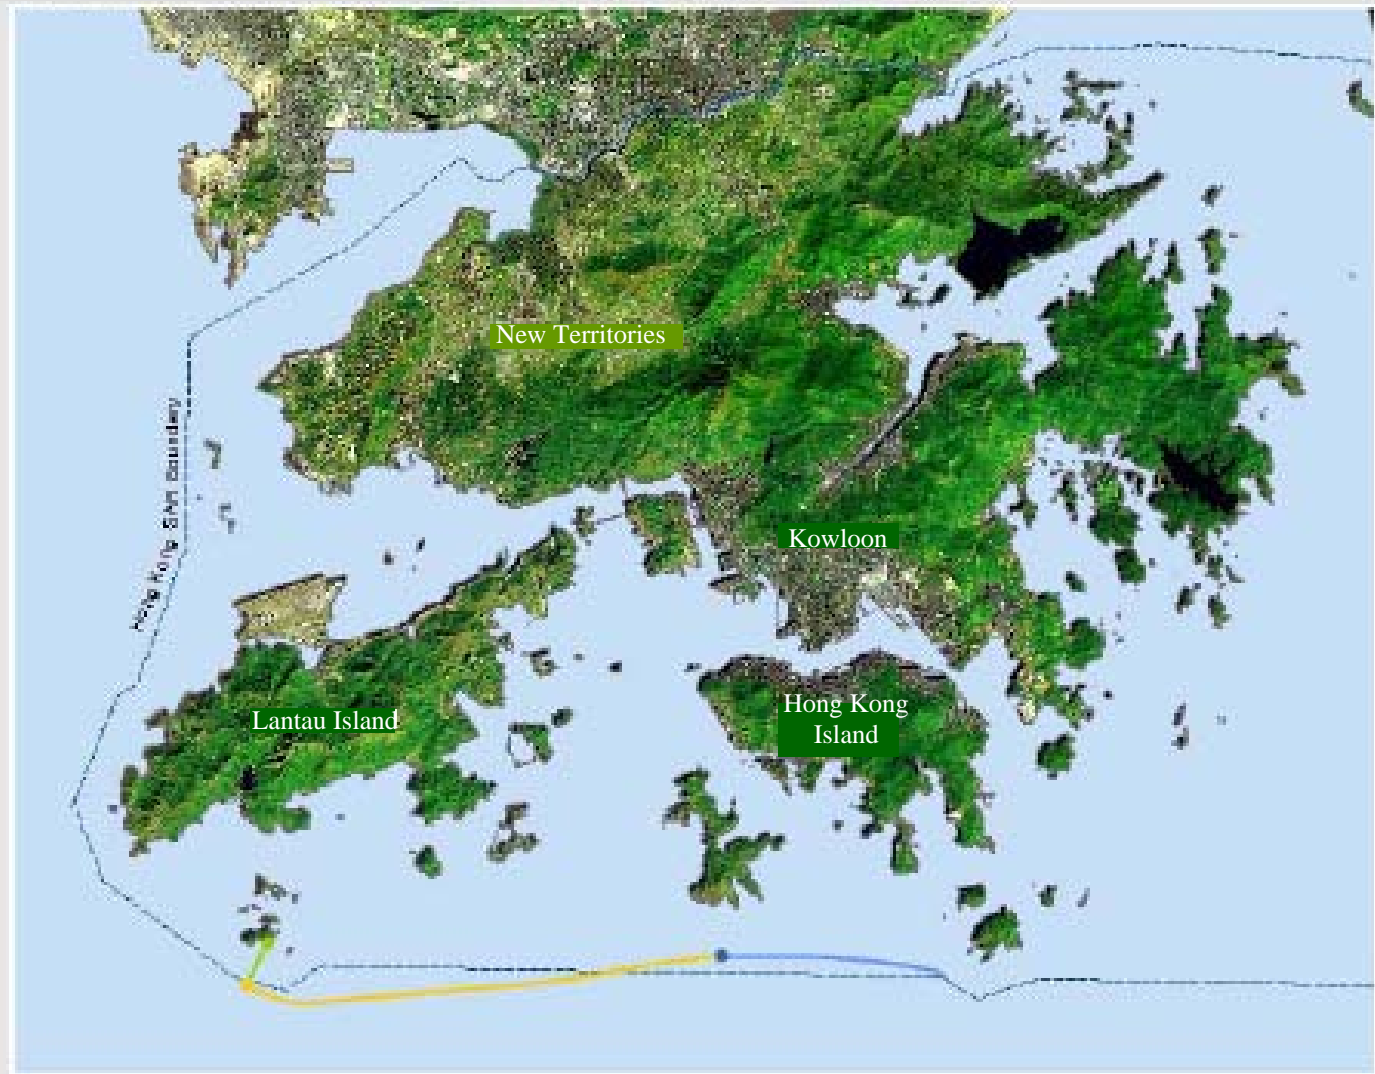 New Territories
Hong Kong SAR Boundary
Kowloon
Hong Kong
Island
Lantau Island